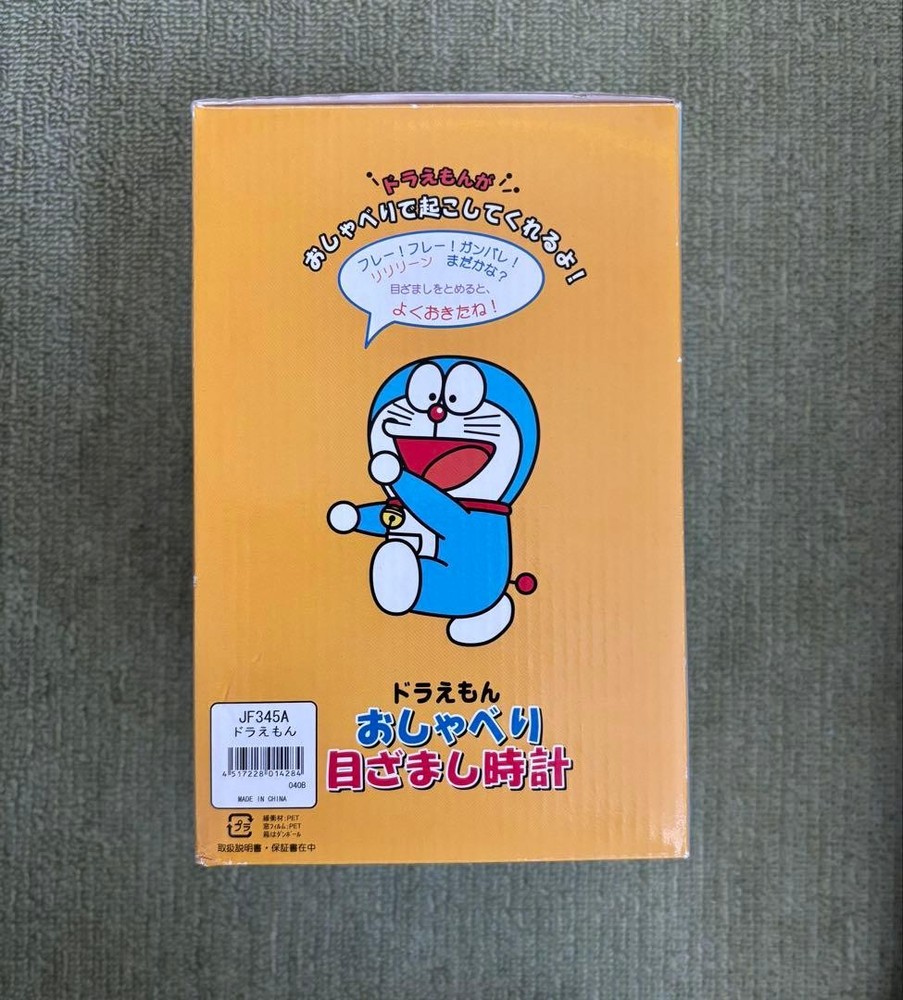 ドラえもんが
おしゃべりで起こしてくれるよ!
フレー!フレー!ガンバレ!
リリリーン まだかな?
目ざましをとめると、
よくおきたね!
ドラえもん
おしゃべり
目ざまし時計
JF345A
ドラえもん
4 517228 014284
0408
MADE IN CHINA
プラ
緩衝材:PET
窓フィルム:PET
箱はダンボール
取扱説明書・保証書在中